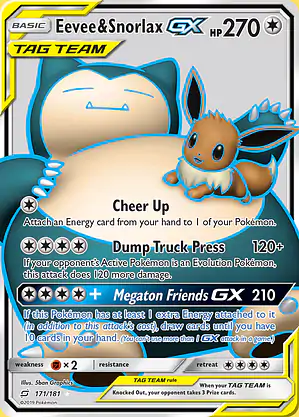 BASIC Eevee&Snorlax GX HP270
TAG TEAM
Cheer Up
Attach an Energy card from your hand to 1 of your Pokémon.
Dump Truck Press 120+
If your opponent's Active Pokémon is an Evolution Pokémon,
this attack does 120 more damage.
+ Megaton Friends GX 210
If this Pokémon has at least 1 extra Energy attached to it
(in addition to this attack's cost), draw cards until you have
10 cards in your hand. (You can't use more than 1 GX attack in a game.)
weakness ×2 resistance retreat
TAG TEAM rule
When your TAG TEAM is
Knocked Out, your opponent takes 3 Prize cards.
Illus. 5ban Graphics
171/181
©2019 Pokémon